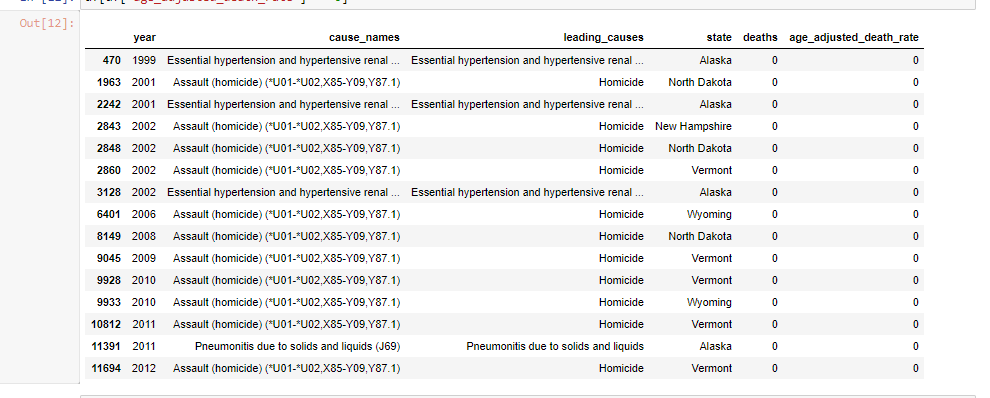 Out[12]:
year cause_names leading_causes state deaths age_adjusted_death_rate
470 1999 Essential hypertension and hypertensive renal ... Essential hypertension and hypertensive renal ... Alaska 0 0
1963 2001 Assault (homicide) (*U01-*U02,X85-Y09,Y87.1) Homicide North Dakota 0 0
2242 2001 Essential hypertension and hypertensive renal ... Essential hypertension and hypertensive renal ... Alaska 0 0
2843 2002 Assault (homicide) (*U01-*U02,X85-Y09,Y87.1) Homicide New Hampshire 0 0
2848 2002 Assault (homicide) (*U01-*U02,X85-Y09,Y87.1) Homicide North Dakota 0 0
2860 2002 Assault (homicide) (*U01-*U02,X85-Y09,Y87.1) Homicide Vermont 0 0
3128 2002 Essential hypertension and hypertensive renal ... Essential hypertension and hypertensive renal ... Alaska 0 0
6401 2006 Assault (homicide) (*U01-*U02,X85-Y09,Y87.1) Homicide Wyoming 0 0
8149 2008 Assault (homicide) (*U01-*U02,X85-Y09,Y87.1) Homicide North Dakota 0 0
9045 2009 Assault (homicide) (*U01-*U02,X85-Y09,Y87.1) Homicide Vermont 0 0
9928 2010 Assault (homicide) (*U01-*U02,X85-Y09,Y87.1) Homicide Vermont 0 0
9933 2010 Assault (homicide) (*U01-*U02,X85-Y09,Y87.1) Homicide Wyoming 0 0
10812 2011 Assault (homicide) (*U01-*U02,X85-Y09,Y87.1) Homicide Vermont 0 0
11391 2011 Pneumonitis due to solids and liquids (J69) Pneumonitis due to solids and liquids Alaska 0 0
11694 2012 Assault (homicide) (*U01-*U02,X85-Y09,Y87.1) Homicide Vermont 0 0